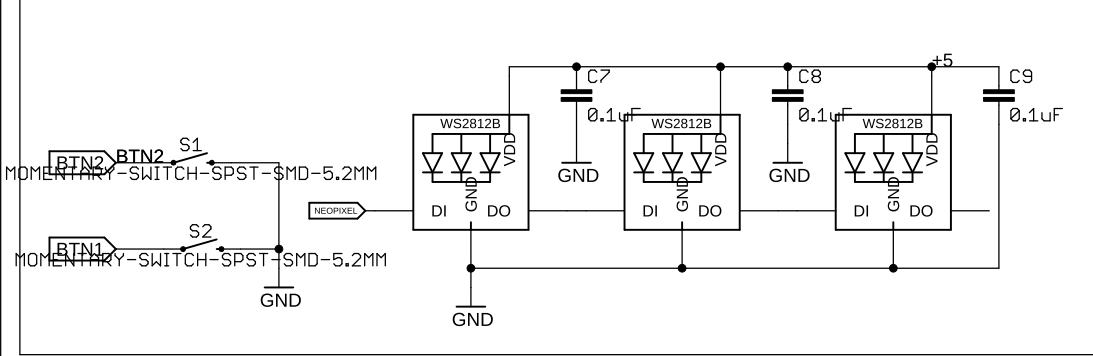 +5
C7
C8
C9
0.1uF
0.1uF
0.1uF
WS2812B
WS2812B
WS2812B
VDD
VDD
VDD
GND
GND
GND
GND
GND
DI
DO
DI
DO
DI
DO
NEOPIXEL
S1
BTN2
BTN2
MOMENTARY-SWITCH-SPST-SMD-5.2MM
S2
BTN1
MOMENTARY-SWITCH-SPST-SMD-5.2MM
GND
GND